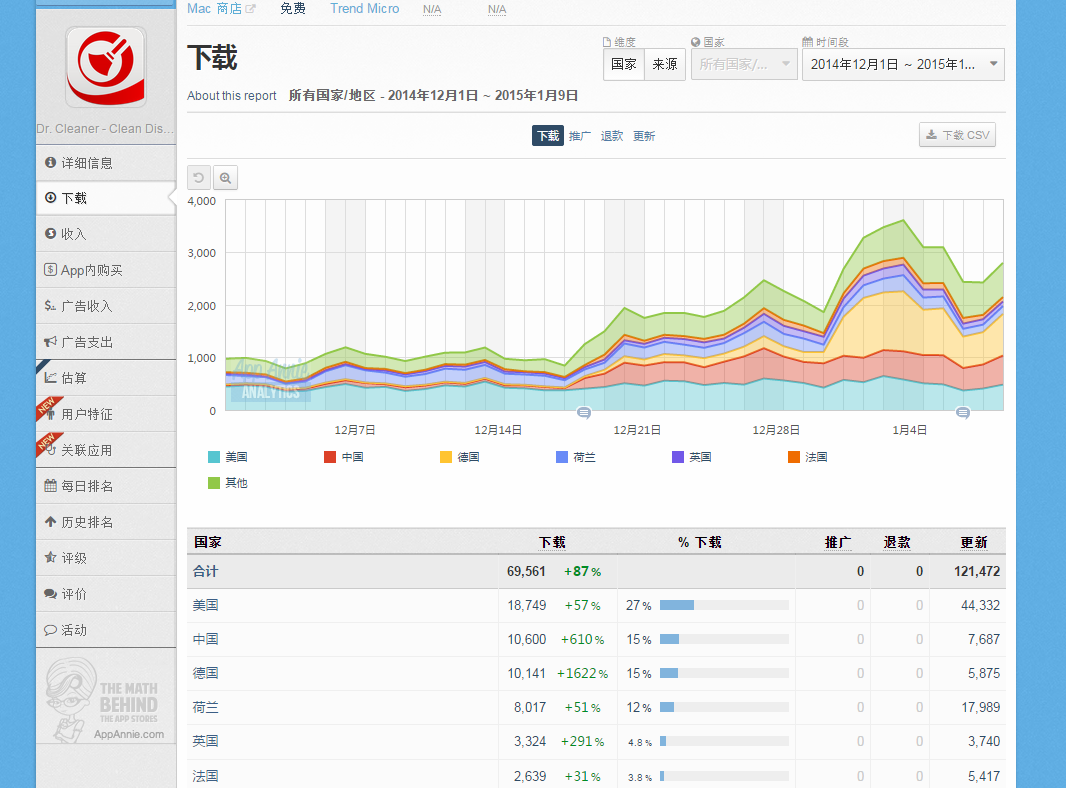 Mac 商店 免费 Trend Micro N/A N/A
下载
维度 国家 时间段
国家 来源 所有国家/... 2014年12月1日 ~ 2015年1...
About this report 所有国家/地区 - 2014年12月1日 ~ 2015年1月9日
下载 推广 退款 更新
下载 CSV
Dr. Cleaner - Clean Dis...
详细信息
下载
收入
App内购买
广告收入
广告支出
估算
NEW 用户特征
NEW 关联应用
每日排名
历史排名
评级
评价
活动
THE MATH
BEHIND
THE APP STORES
AppAnnie.com
4,000
3,000
2,000
1,000
0
App Annie
ANALYTICS
12月7日 12月14日 12月21日 12月28日 1月4日
美国 中国 德国 荷兰 英国 法国
其他
国家 下载 % 下载 推广 退款 更新
合计 69,561 +87% 0 0 121,472
美国 18,749 +57% 27% 0 0 44,332
中国 10,600 +610% 15% 0 0 7,687
德国 10,141 +1622% 15% 0 0 5,875
荷兰 8,017 +51% 12% 0 0 17,989
英国 3,324 +291% 4.8% 0 0 3,740
法国 2,639 +31% 3.8% 0 0 5,417